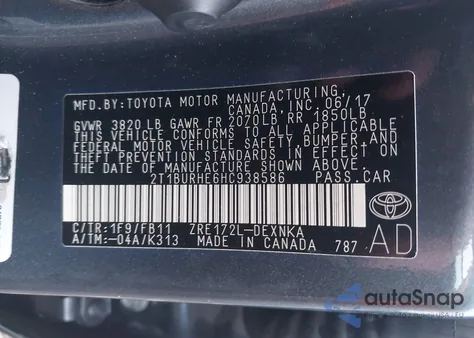 MFD.BY:TOYOTA MOTOR MANUFACTURING,
CANADA, INC. 06/17
GVWR 3820 LB GAWR FR 2070LB RR 1850LB
THIS VEHICLE CONFORMS TO ALL APPLICABLE
FEDERAL MOTOR VEHICLE SAFETY, BUMPER, AND
THEFT PREVENTION STANDARDS IN EFFECT ON
THE DATE OF MANUFACTURE SHOWN ABOVE.
2T1BURHE6HC938586 PASS.CAR
C/TR:1F9/FB11 ZRE172L-DEXNKA
A/TM:-04A/K313 MADE IN CANADA 787
AD
autoSnap